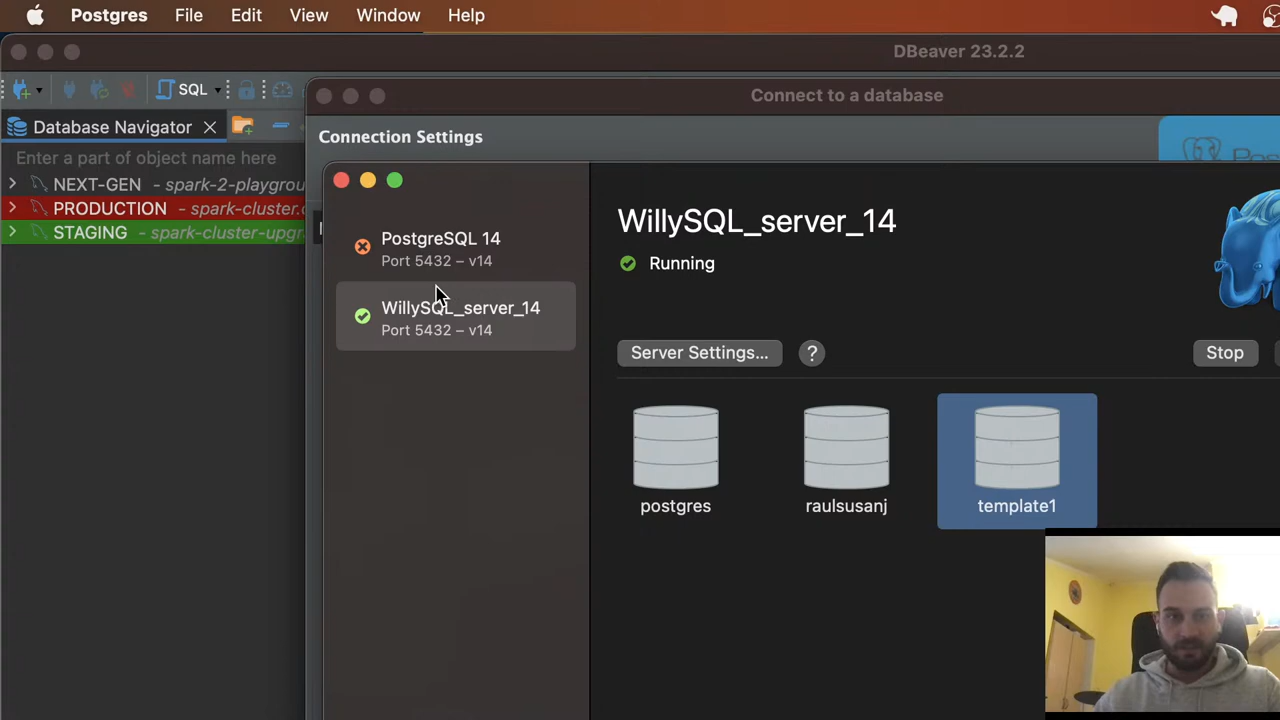 Postgres File Edit View Window Help
DBeaver 23.2.2
SQL
Connect to a database
Database Navigator
Connection Settings
Enter a part of object name here
NEXT-GEN - spark-2-playgrou
PRODUCTION - spark-cluster.
STAGING - spark-cluster-upgr
PostgreSQL 14
Port 5432 – v14
WillySQL_server_14
Port 5432 – v14
WillySQL_server_14
Running
Server Settings...
?
Stop
postgres
raulsusanj
template1